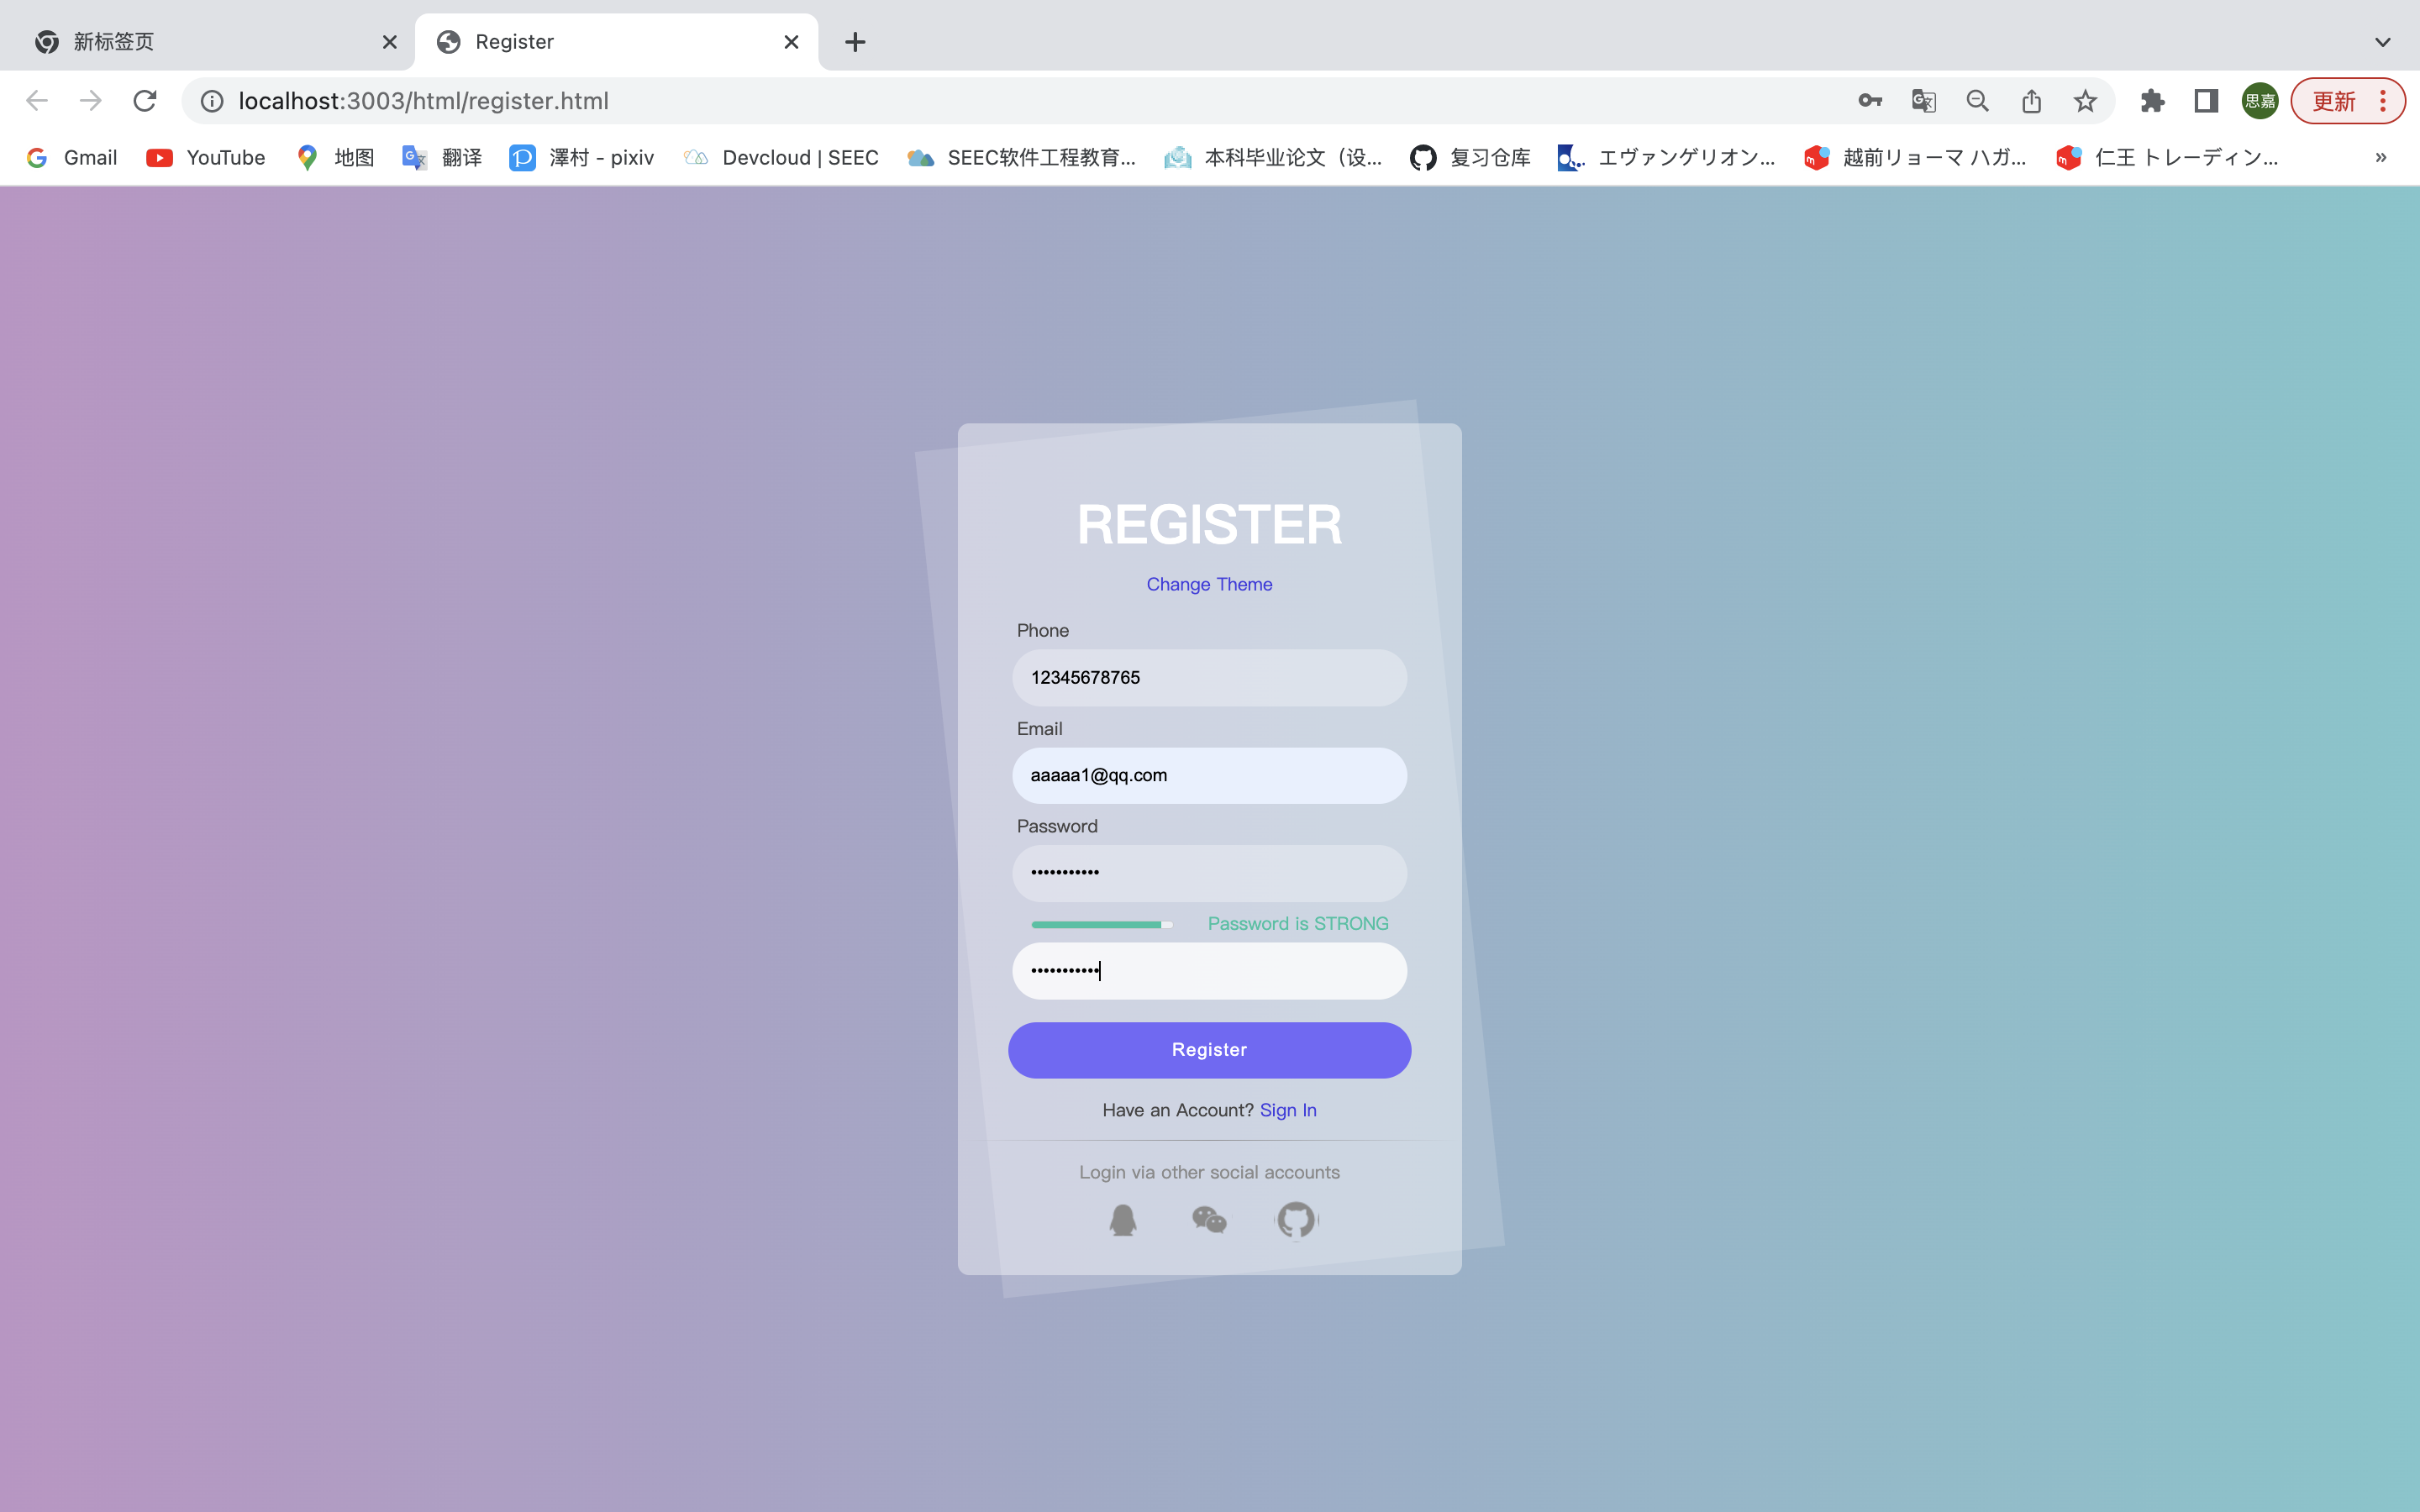 新标签页
Register
localhost:3003/html/register.html
思嘉
更新
Gmail
YouTube
地图
翻译
澤村 - pixiv
Devcloud | SEEC
SEEC软件工程教育...
本科毕业论文（设...
复习仓库
エヴァンゲリオン...
越前リョーマ ハガ...
仁王 トレーディン...
»
REGISTER
Change Theme
Phone
12345678765
Email
aaaaa1@qq.com
Password
•••••••••••
Password is STRONG
•••••••••••
Register
Have an Account? Sign In
Login via other social accounts